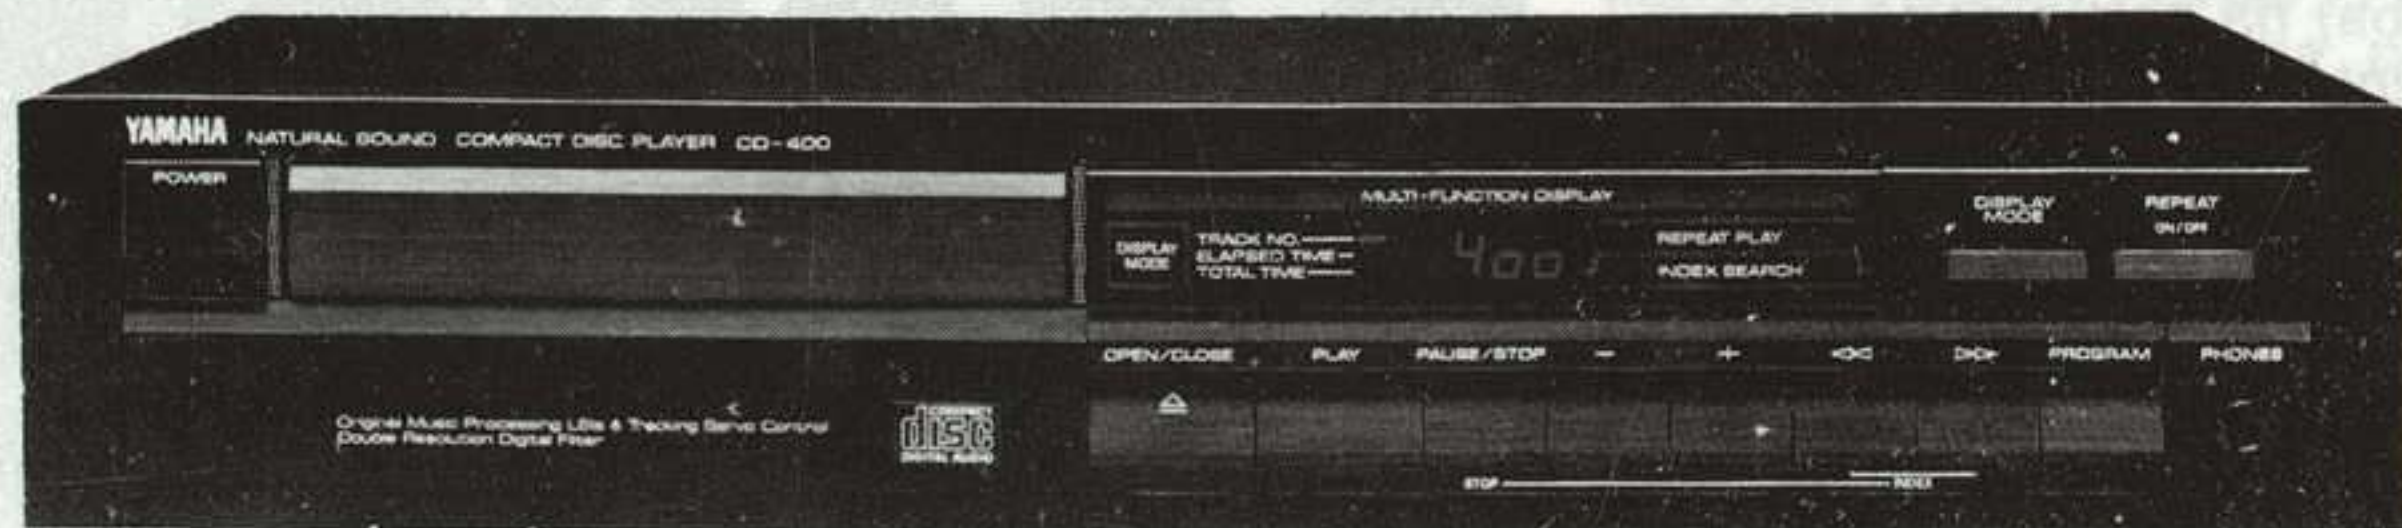 YAMAHA NATURAL SOUND COMPACT DISC PLAYER CD-400
POWER
MULTI-FUNCTION DISPLAY
DISPLAY
MODE
TRACK NO.
ELAPSED TIME
TOTAL TIME
400
REPEAT PLAY
INDEX SEARCH
DISPLAY
MODE
REPEAT
ON/OFF
OPEN/CLOSE PLAY PAUSE/STOP - + PROGRAM PHONES
Original Music Processing LSIs & Tracking Servo Control
Double Resolution Digital Filter
COMPACT
disc
DIGITAL AUDIO
STOP INDEX